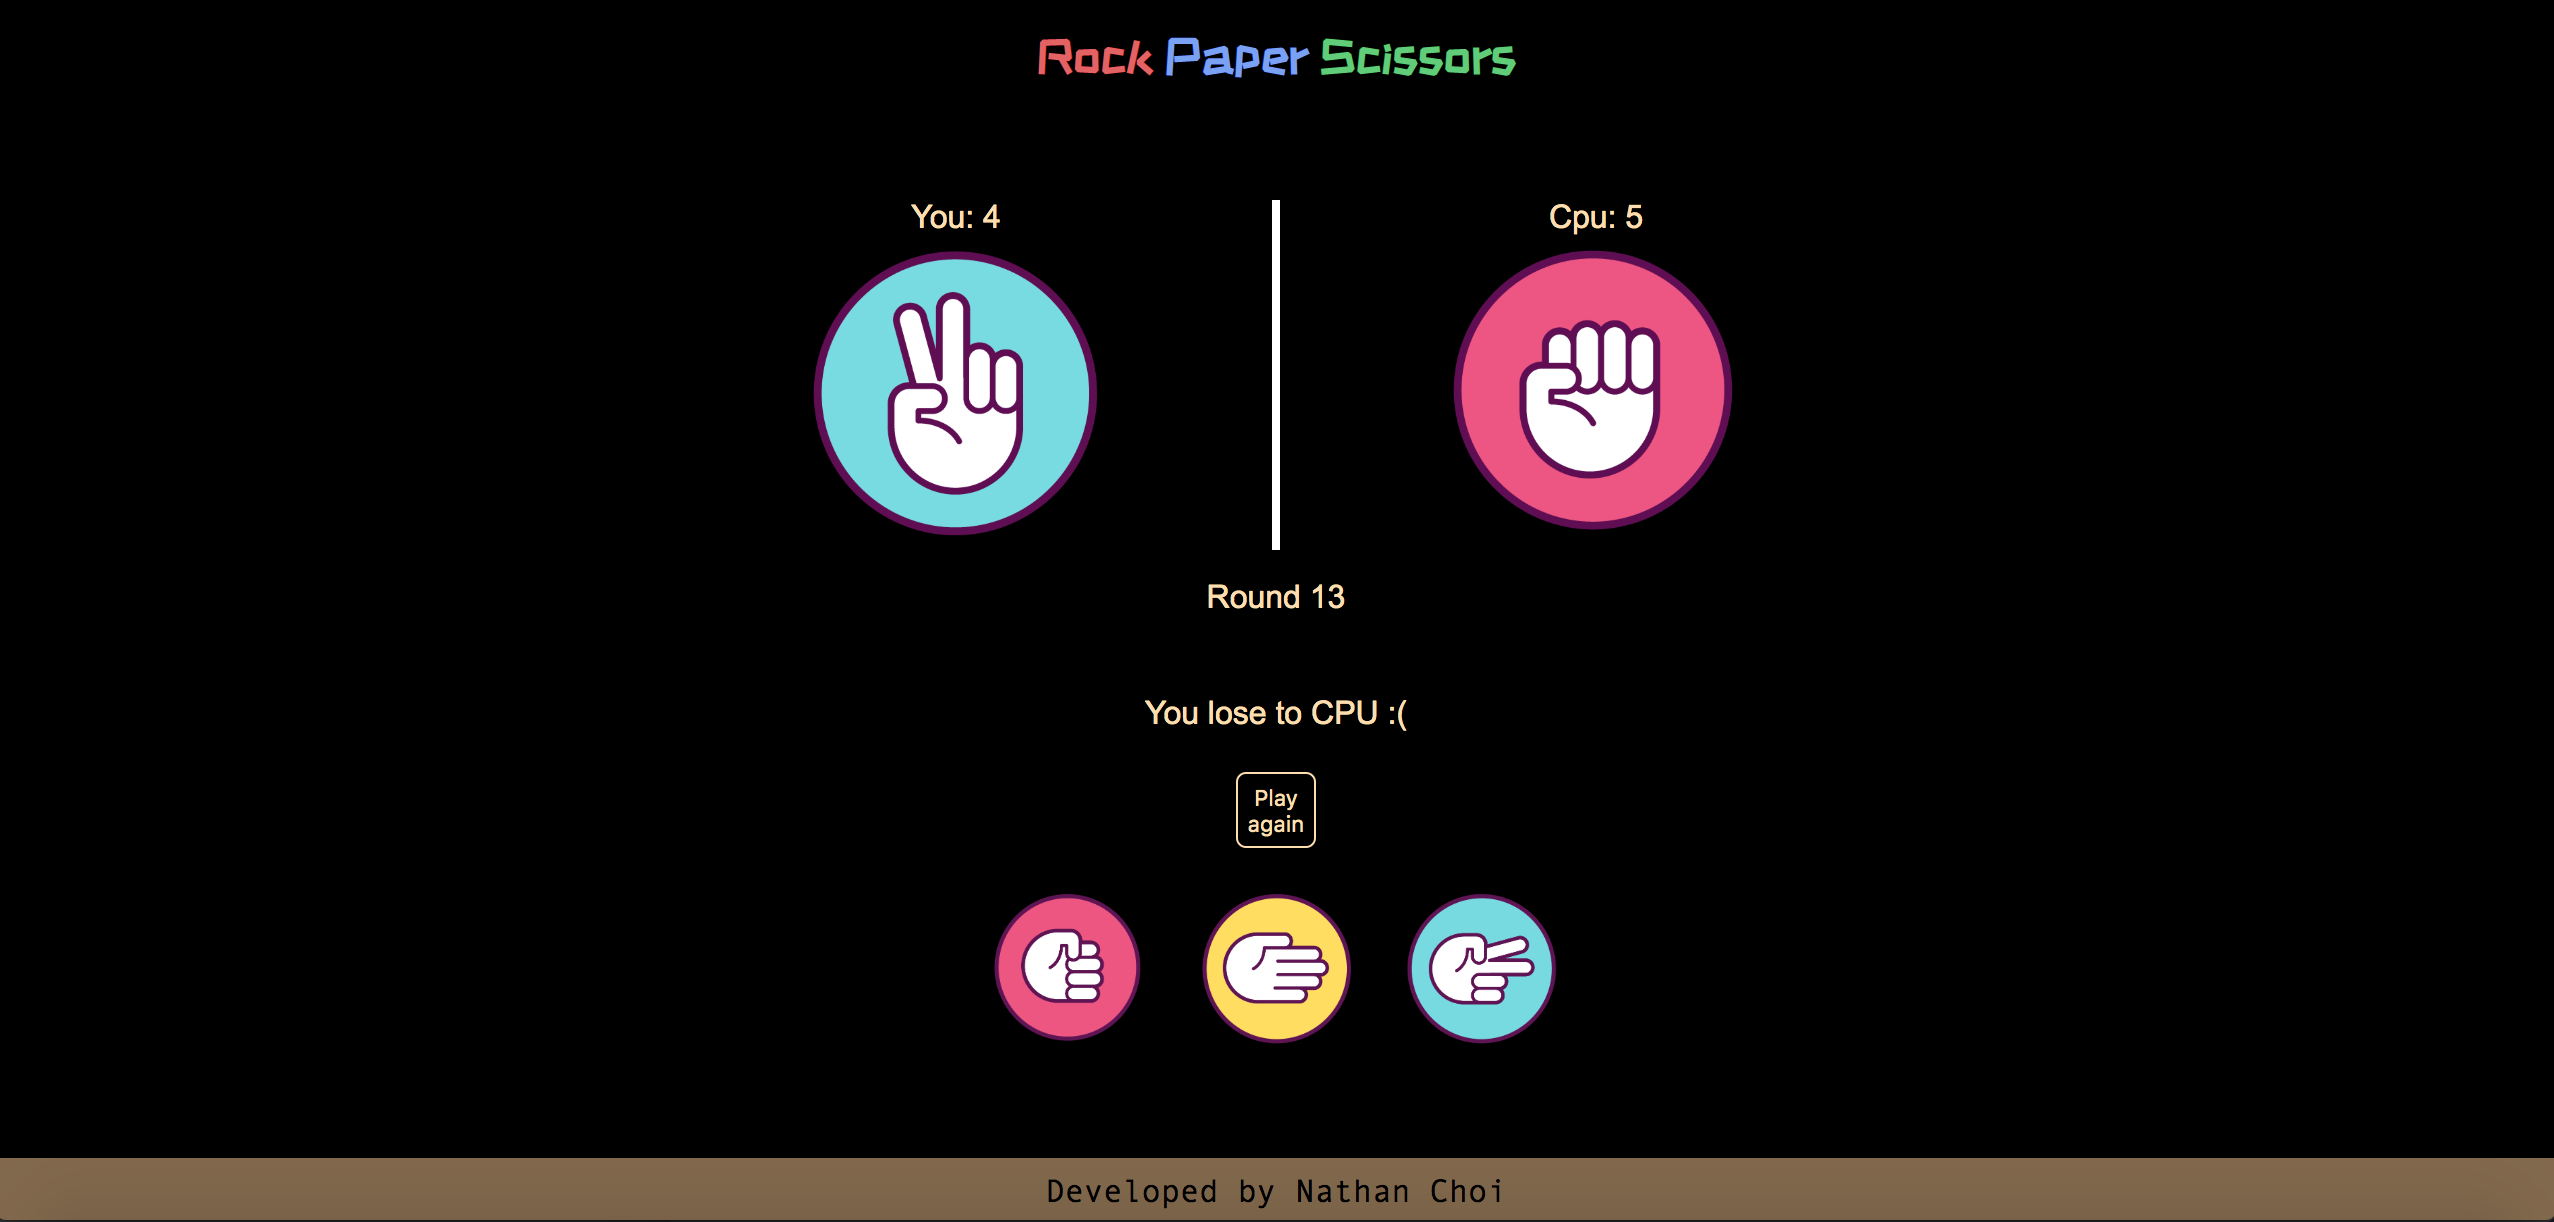 Rock Paper Scissors
You: 4
Cpu: 5
Round 13
You lose to CPU :(
Play
again
Developed by Nathan Choi